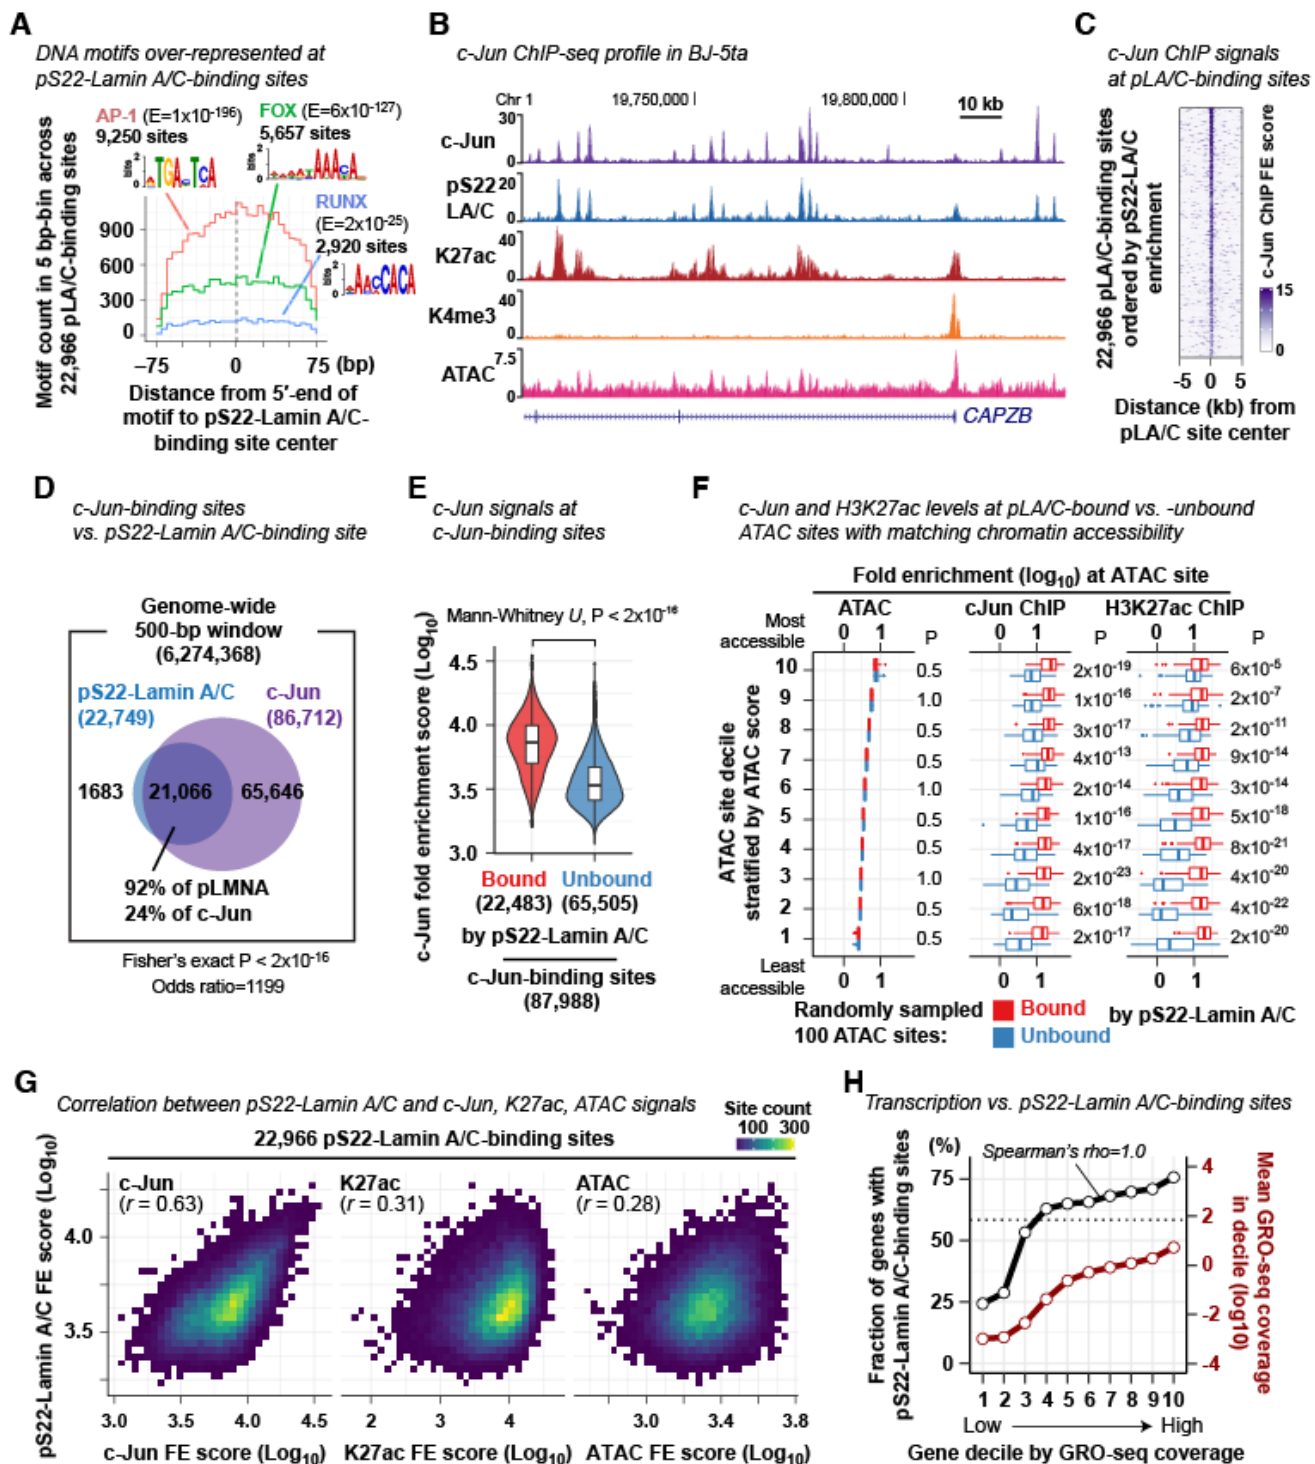 A
DNA motifs over-represented at
pS22-Lamin A/C-binding sites
AP-1 (E=1x10-196)
9,250 sites
FOX (E=6x10-127)
5,657 sites
RUNX
(E=2x10-25)
2,920 sites
Motif count in 5 bp-bin across
22,966 pLA/C-binding sites
900
600
300
0
−75 0 75 (bp)
Distance from 5′-end of
motif to pS22-Lamin A/C-
binding site center
B
c-Jun ChIP-seq profile in BJ-5ta
Chr 1 19,750,000 19,800,000 10 kb
30
c-Jun
0
pS22 20
LA/C 0
40
K27ac
0
40
K4me3
0
7.5
ATAC
0
CAPZB
C
c-Jun ChIP signals
at pLA/C-binding sites
22,966 pLA/C-binding sites
ordered by pS22-LA/C
enrichment
c-Jun ChIP FE score
15
0
-5 0 5
Distance (kb) from
pLA/C site center
D
c-Jun-binding sites
vs. pS22-Lamin A/C-binding site
Genome-wide
500-bp window
(6,274,368)
pS22-Lamin A/C
(22,749)
c-Jun
(86,712)
1683 21,066 65,646
92% of pLMNA
24% of c-Jun
Fisher's exact P < 2x10-16
Odds ratio=1199
E
c-Jun signals at
c-Jun-binding sites
Mann-Whitney U, P < 2x10-16
c-Jun fold enrichment score (Log10)
4.5
4.0
3.5
3.0
Bound Unbound
(22,483) (65,505)
by pS22-Lamin A/C
c-Jun-binding sites
(87,988)
F
c-Jun and H3K27ac levels at pLA/C-bound vs. -unbound
ATAC sites with matching chromatin accessibility
Fold enrichment (log10) at ATAC site
ATAC cJun ChIP H3K27ac ChIP
Most
accessible
0 1 P 0 1 P 0 1 P
ATAC site decile
stratified by ATAC score
10 0.5 2x10-19 6x10-5
9 1.0 1x10-16 2x10-7
8 0.5 3x10-17 2x10-11
7 0.5 4x10-13 9x10-14
6 1.0 2x10-14 3x10-14
5 0.5 1x10-16 5x10-18
4 0.5 4x10-17 8x10-21
3 1.0 2x10-23 4x10-20
2 0.5 6x10-18 4x10-22
1 0.5 2x10-17 2x10-20
Least
accessible
0 1 0 1 0 1
Randomly sampled
100 ATAC sites:
Bound
Unbound
by pS22-Lamin A/C
G
Correlation between pS22-Lamin A/C and c-Jun, K27ac, ATAC signals
Site count
100 300
22,966 pS22-Lamin A/C-binding sites
pS22-Lamin A/C FE score (Log10)
4.0
3.5
c-Jun
(r = 0.63)
K27ac
(r = 0.31)
ATAC
(r = 0.28)
3.0 3.5 4.0 4.5 2 3 4 3.0 3.4 3.8
c-Jun FE score (Log10) K27ac FE score (Log10) ATAC FE score (Log10)
H
Transcription vs. pS22-Lamin A/C-binding sites
Fraction of genes with
pS22-Lamin A/C-binding sites
(%)
75
50
25
0
Spearman's rho=1.0
4
2
0
-2
-4
Mean GRO-seq coverage
in decile (log10)
1 2 3 4 5 6 7 8 9 10
Low High
Gene decile by GRO-seq coverage